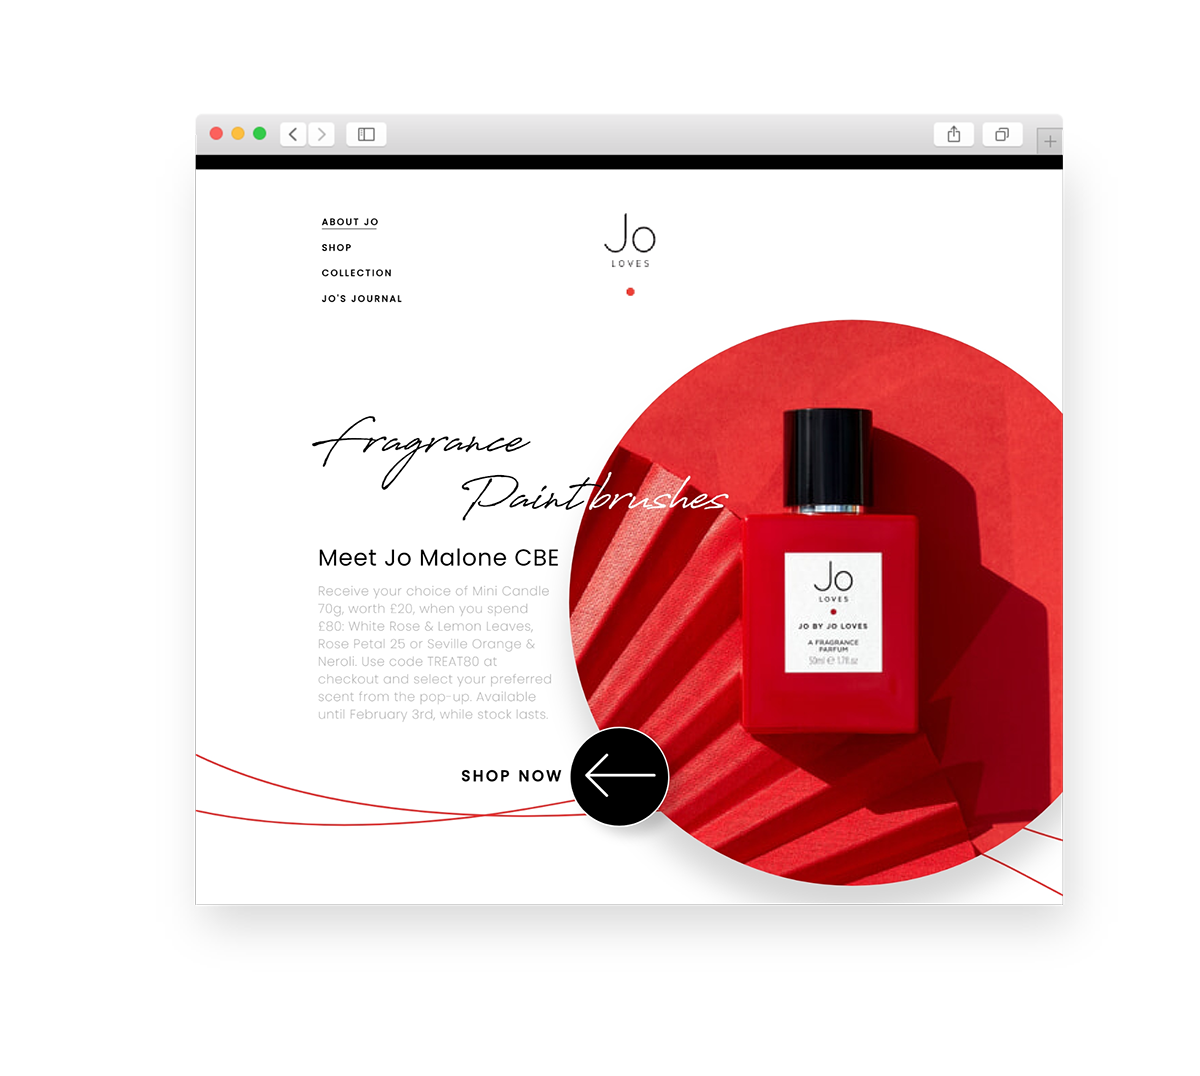 ABOUT JO
SHOP
COLLECTION
JO'S JOURNAL
Jo
LOVES
Fragrance
Paintbrushes
Meet Jo Malone CBE
Receive your choice of Mini Candle
70g, worth £20, when you spend
£80: White Rose & Lemon Leaves,
Rose Petal 25 or Seville Orange &
Neroli. Use code TREAT80 at
checkout and select your preferred
scent from the pop-up. Available
until February 3rd, while stock lasts.
SHOP NOW
Jo
LOVES
JO BY JO LOVES
A FRAGRANCE
PARFUM
50ml ℮ 1.7fl.oz